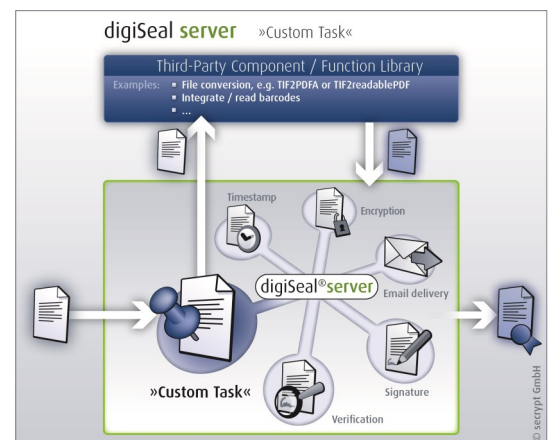 digiSeal server »Custom Task«
Third-Party Component / Function Library
Examples: ▪ File conversion, e.g. TIF2PDFA or TIF2readablePDF
▪ Integrate / read barcodes
▪ ...
Timestamp
Encryption
digiSeal®server
Email delivery
»Custom Task«
Signature
Verification
© secrypt GmbH